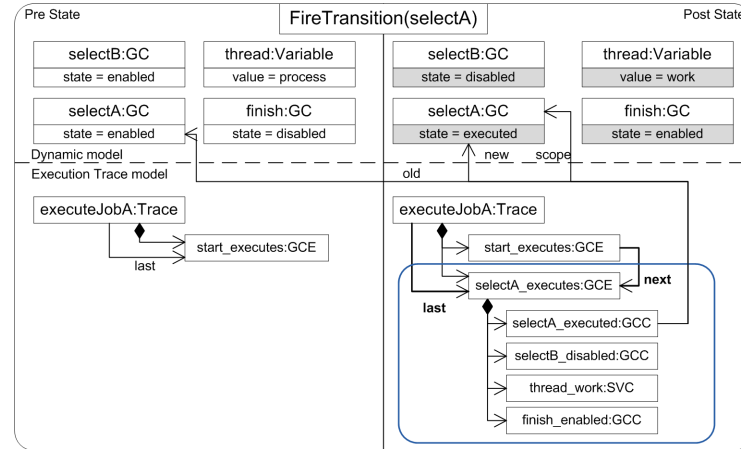 Pre State
FireTransition(selectA)
Post State
selectB:GC
state = enabled
thread:Variable
value = process
selectA:GC
state = enabled
finish:GC
state = disabled
selectB:GC
state = disabled
thread:Variable
value = work
selectA:GC
state = executed
finish:GC
state = enabled
Dynamic model
new
scope
Execution Trace model
old
executeJobA:Trace
start_executes:GCE
last
executeJobA:Trace
start_executes:GCE
selectA_executes:GCE
next
last
selectA_executed:GCC
selectB_disabled:GCC
thread_work:SVC
finish_enabled:GCC